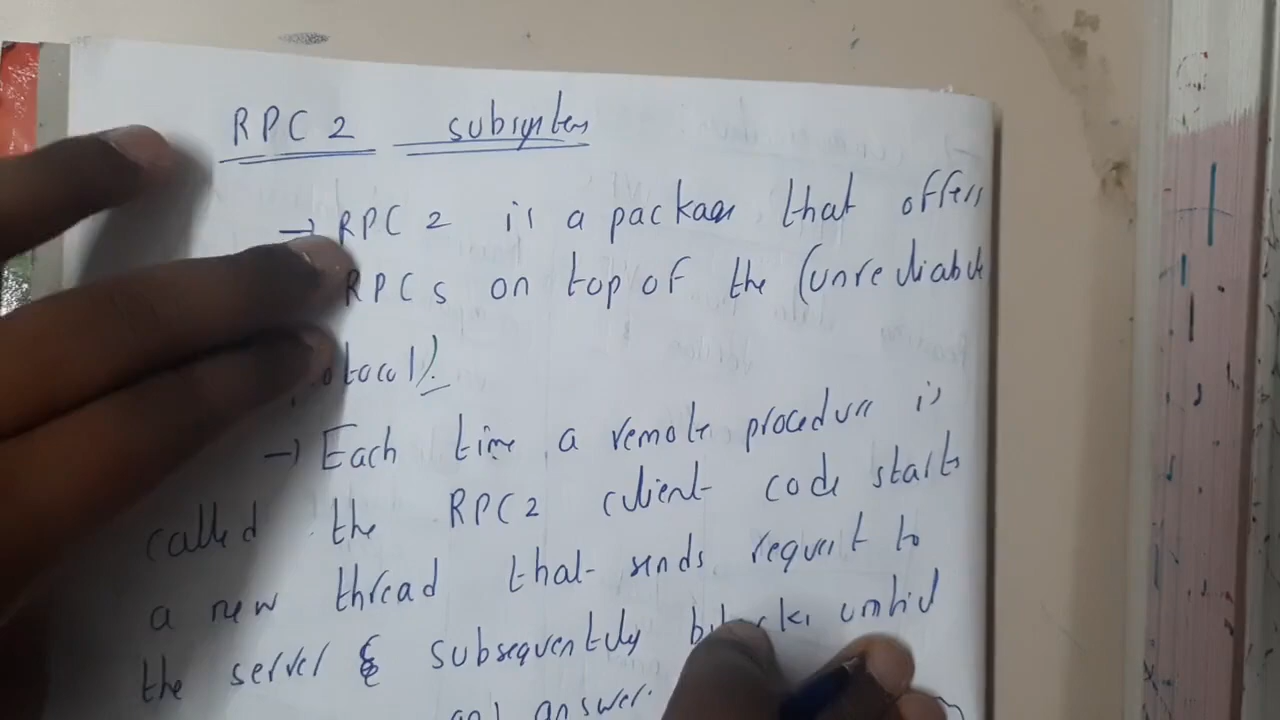 RPC 2 subsystem
→ RPC 2 is a package that offers
RPCs on top of the (unreliable
otocol).
→ Each time a remote procedure is
called the RPC2 client code starts
a new thread that sends request to
the server & subsequently blocks until
answer